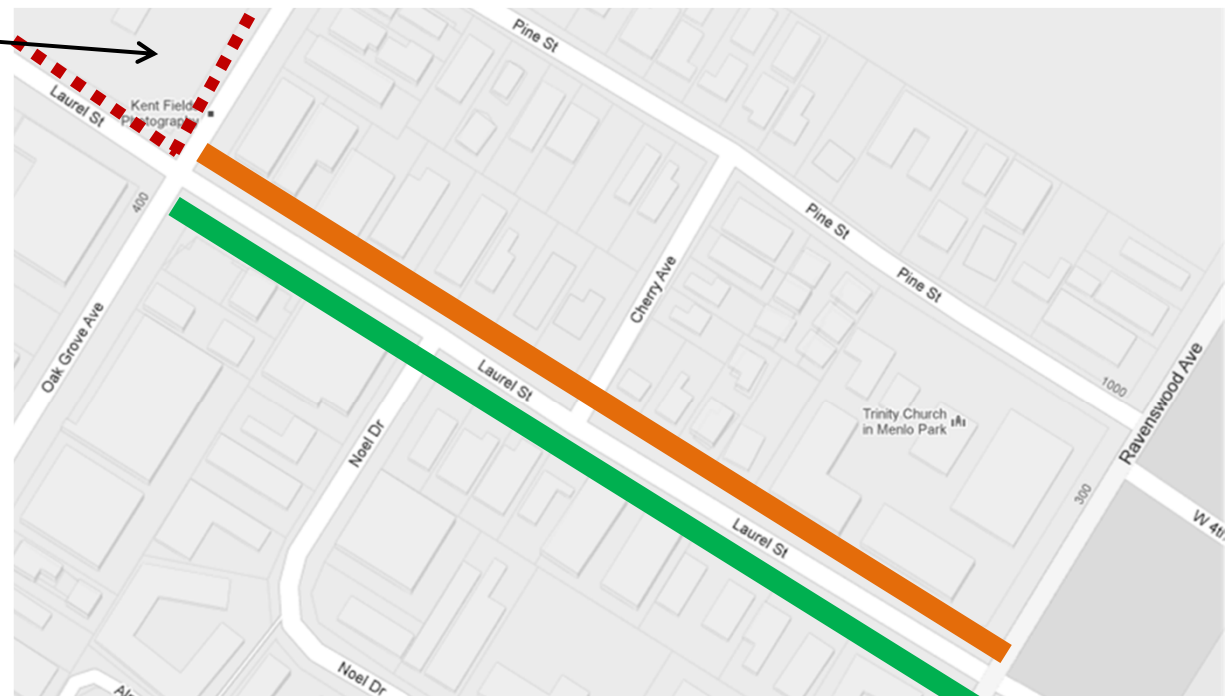 Pine St
Laurel St
Kent Field
Photography
400
Pine St
Cherry Ave
Pine St
Oak Grove Ave
Laurel St
Ravenswood Ave
1000
Trinity Church
in Menlo Park
Noel Dr
300
W 4th
Laurel St
Noel Dr